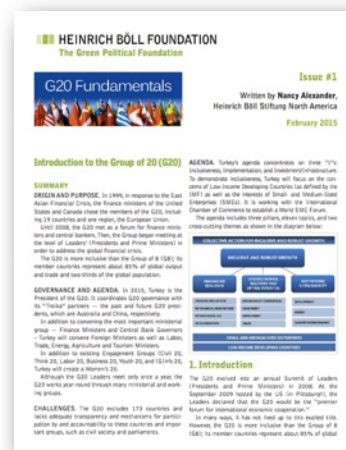 HEINRICH BÖLL FOUNDATION
The Green Political Foundation
G20 Fundamentals
Issue #1
Written by Nancy Alexander,
Heinrich Böll Stiftung North America
February 2015
Introduction to the Group of 20 (G20)
SUMMARY
ORIGIN AND PURPOSE. In 1999, in response to the East
Asian Financial Crisis, the finance ministers of the United
States and Canada chose the members of the G20, includ-
ing 19 countries and one region, the European Union.
Until 2008, the G20 met as a forum for finance minis-
ters and central bankers. Then, the Group began meeting at
the level of Leaders' (Presidents and Prime Ministers) in
order to address the global financial crisis.
The G20 is more inclusive than the Group of 8 (G8); its
member countries represent about 85% of global output
and trade and two-thirds of the global population.
GOVERNANCE AND AGENDA. In 2015, Turkey is the
President of the G20. It coordinates G20 governance with
its "Troika" partners — the past and future G20 presi-
dents, which are Australia and China, respectively.
In addition to convening the most important ministerial
group — Finance Ministers and Central Bank Governors
- Turkey will convene Foreign Ministers as well as Labor,
Trade, Energy, Agriculture and Tourism Ministers.
In addition to existing Engagement Groups (Civil 20,
Think 20, Labor 20, Business 20, Youth 20, and (G)irls 20,
Turkey will create a Women's 20.
Although G20 Leaders meet only once a year, the
G20 works year round through many ministerial and work-
ing groups.
CHALLENGES. The G20 excludes 173 countries and
lacks adequate transparency and mechanisms for partici-
pation by and accountability to these countries and impor-
tant groups, such as civil society and parliaments.
AGENDA. Turkey's agenda concentrates on three "I"s:
Inclusiveness, Implementation, and Investment/Infrastructure.
To demonstrate inclusiveness, Turkey will focus on the con-
cerns of Low-Income Developing Countries (as defined by the
IMF) as well as the interests of Small- and Medium-Sized
Enterprises (SMEs). It is working with the International
Chamber of Commerce to establish a World SME Forum.
The agenda includes three pillars, eleven topics, and two
cross-cutting themes as shown in the diagram below:
COLLECTIVE ACTION FOR INCLUSIVE AND ROBUST GROWTH
INCLUSIVE AND ROBUST GROWTH
SMALL AND MEDIUM SIZED ENTERPRISES
LOW INCOME DEVELOPING COUNTRIES
1. Introduction
The G20 evolved into an annual Summit of Leaders
(Presidents and Prime Ministers) in 2008. At the
September 2009 hosted by the US (in Pittsburgh), the
Leaders declared that the G20 would be the "premier
forum for international economic cooperation."
In many ways, it has not lived up to this exalted title.
However, the G20 is more inclusive than the Group of 8
(G8); its member countries represent about 85% of global